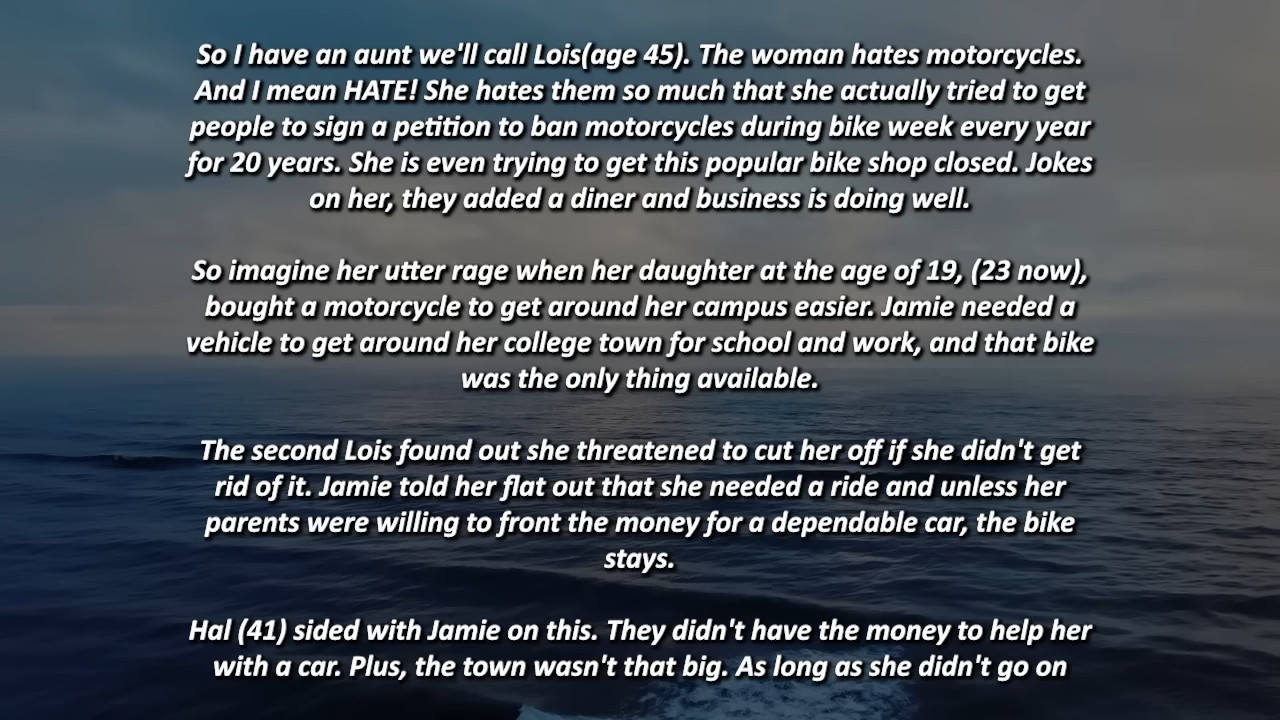 So I have an aunt we'll call Lois(age 45). The woman hates motorcycles.
And I mean HATE! She hates them so much that she actually tried to get
people to sign a petition to ban motorcycles during bike week every year
for 20 years. She is even trying to get this popular bike shop closed. Jokes
on her, they added a diner and business is doing well.
So imagine her utter rage when her daughter at the age of 19, (23 now),
bought a motorcycle to get around her campus easier. Jamie needed a
vehicle to get around her college town for school and work, and that bike
was the only thing available.
The second Lois found out she threatened to cut her off if she didn't get
rid of it. Jamie told her flat out that she needed a ride and unless her
parents were willing to front the money for a dependable car, the bike
stays.
Hal (41) sided with Jamie on this. They didn't have the money to help her
with a car. Plus, the town wasn't that big. As long as she didn't go on